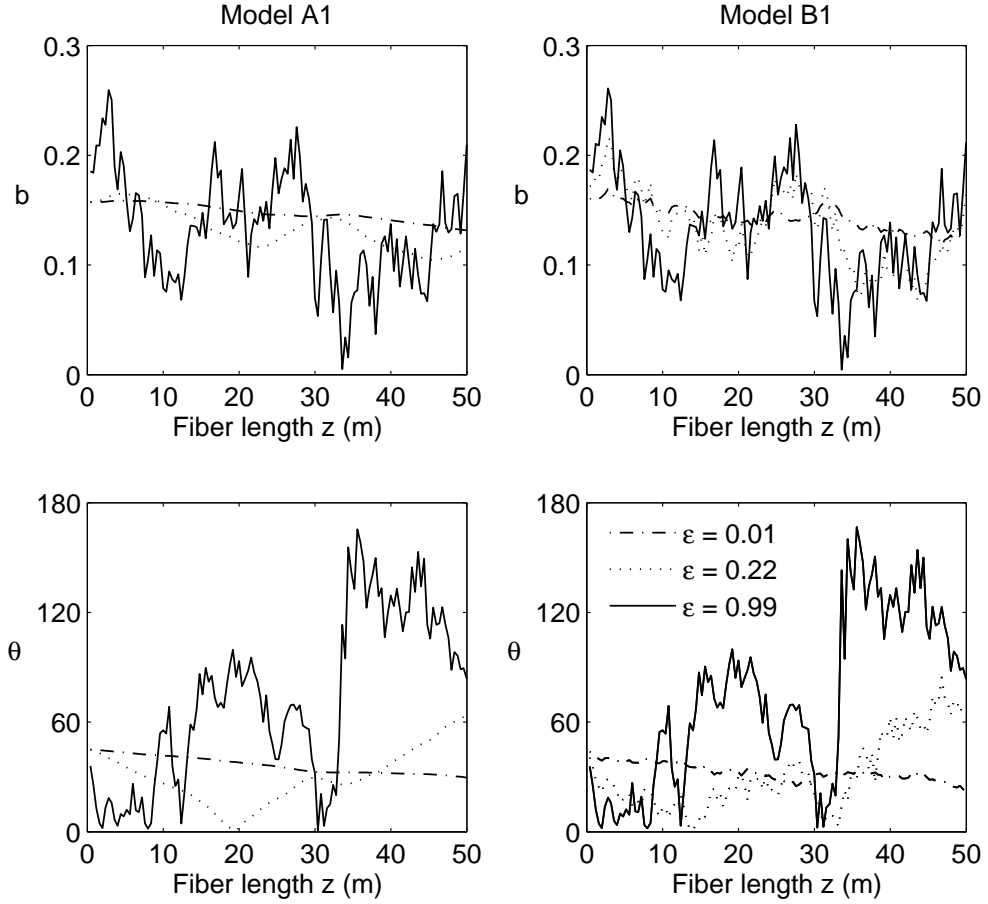 Model A1
0.3
0.2
b
0.1
0
0 10 20 30 40 50
Fiber length z (m)
Model B1
0.3
0.2
b
0.1
0
0 10 20 30 40 50
Fiber length z (m)
180
120
θ
60
0
0 10 20 30 40 50
Fiber length z (m)
180
120
θ
60
0
ε = 0.01
ε = 0.22
ε = 0.99
0 10 20 30 40 50
Fiber length z (m)